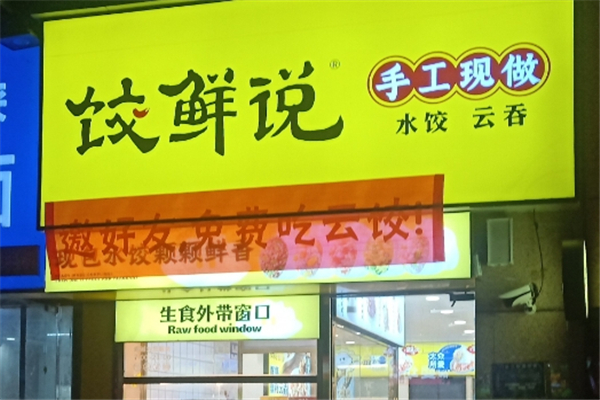 饺鲜说®
手工现做
水饺 云吞
邀好友免费吃云饺!
现包水饺颗颗鲜香
生食外带窗口
Raw food window